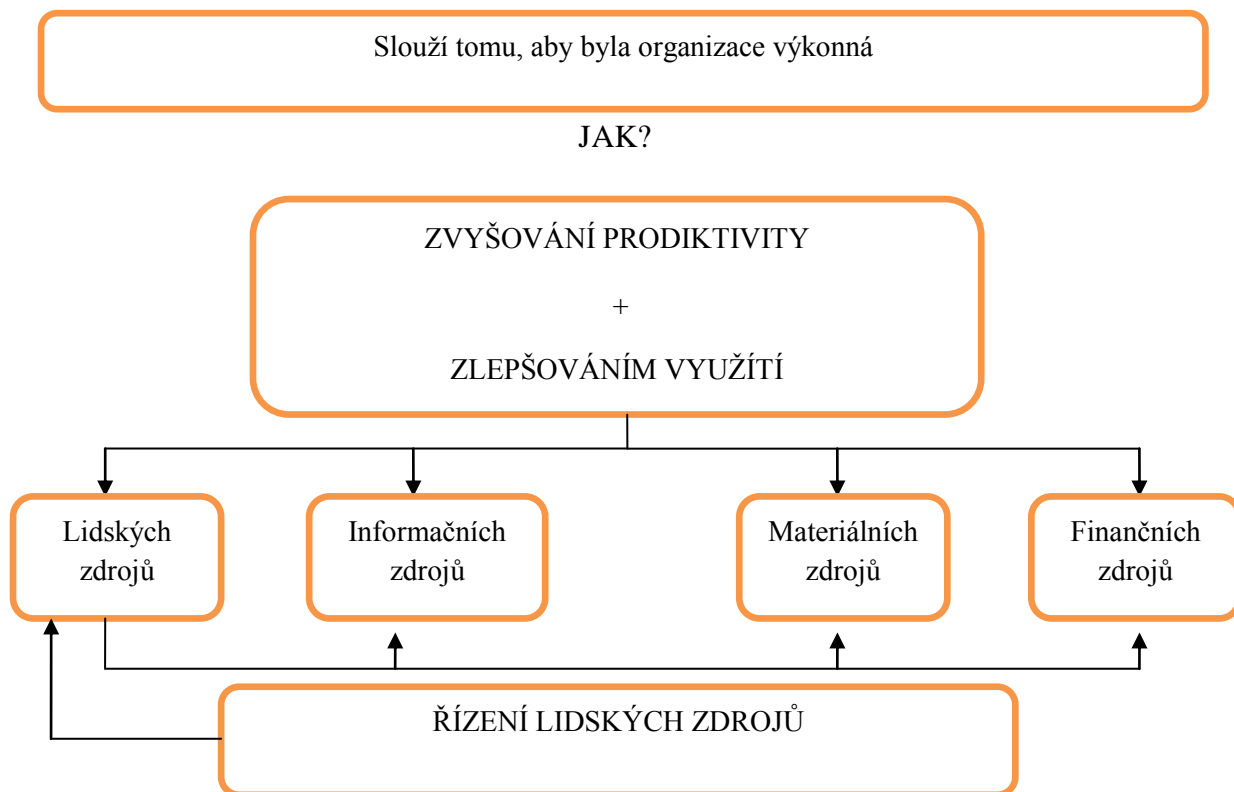 Slouží tomu, aby byla organizace výkonná
JAK?
ZVYŠOVÁNÍ PRODIKTIVITY
+
ZLEPŠOVÁNÍM VYUŽÍTÍ
Lidských
zdrojů
Informačních
zdrojů
Materiálních
zdrojů
Finančních
zdrojů
ŘÍZENÍ LIDSKÝCH ZDROJŮ